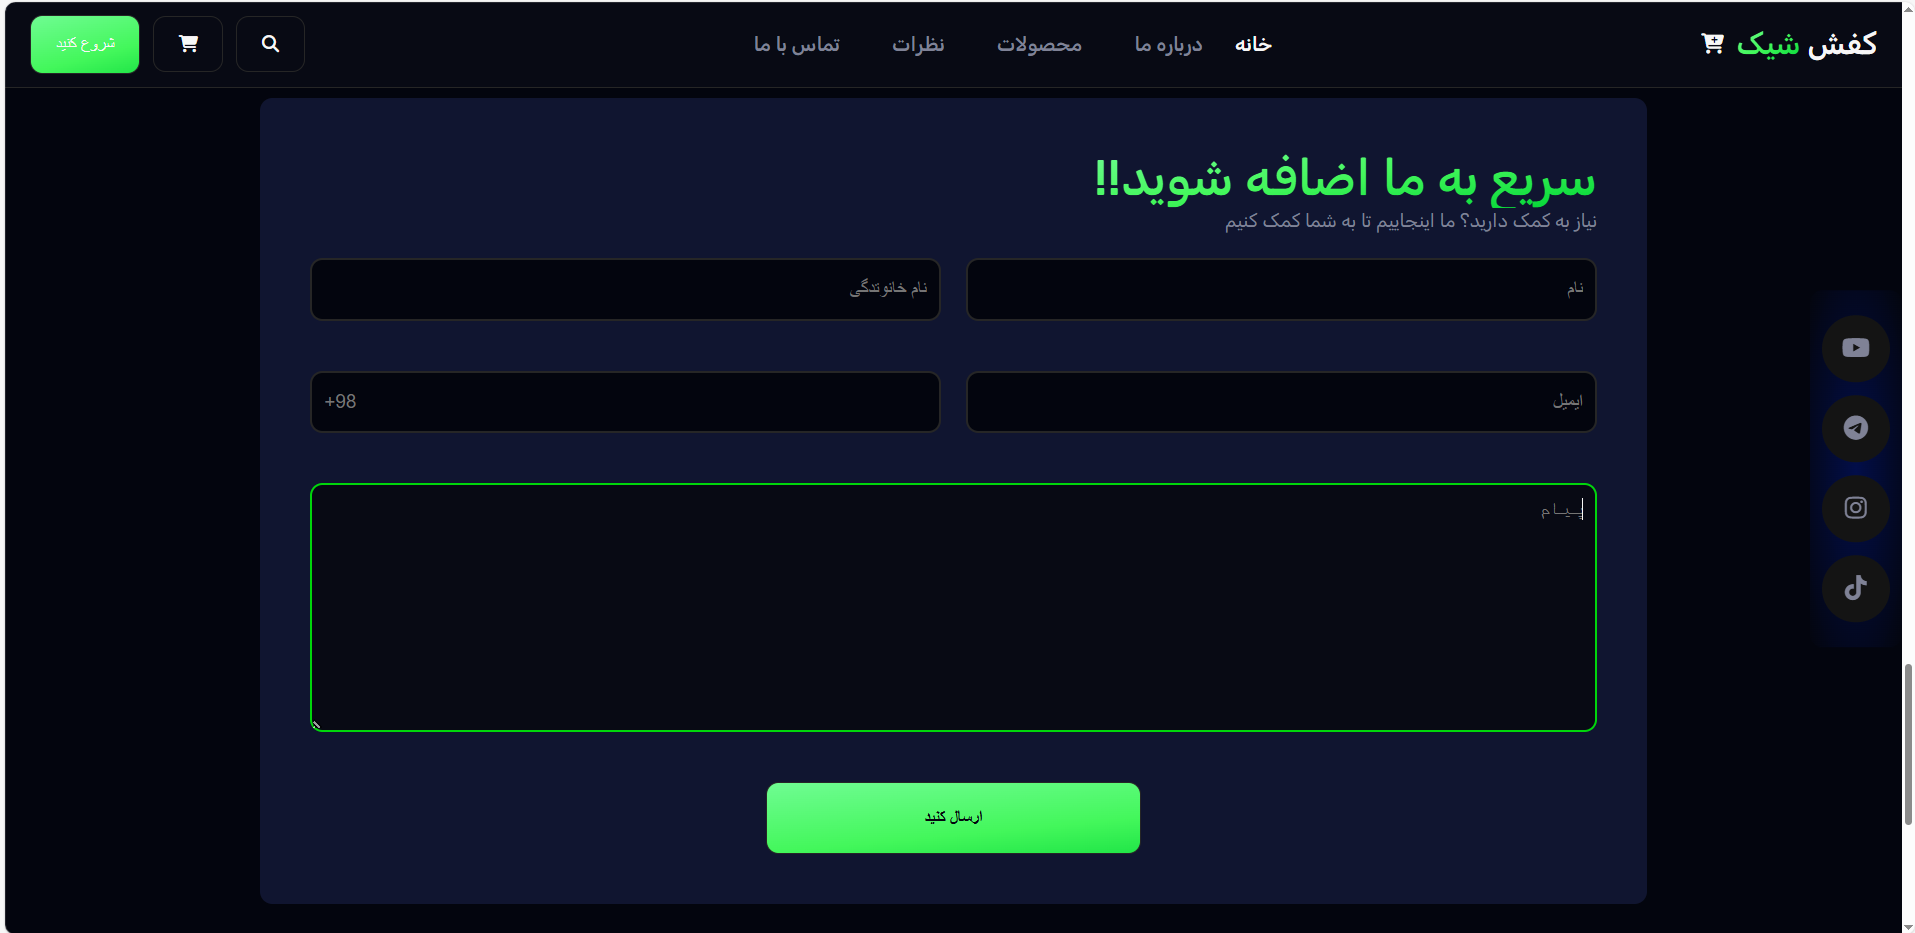 کفش شیک
خانه درباره ما محصولات نظرات تماس با ما
شروع کنید
سریع به ما اضافه شوید!!
نیاز به کمک دارید؟ ما اینجاییم تا به شما کمک کنیم
نام
نام خانوتدگی
ایمیل
+98
پیام
ارسال کنید